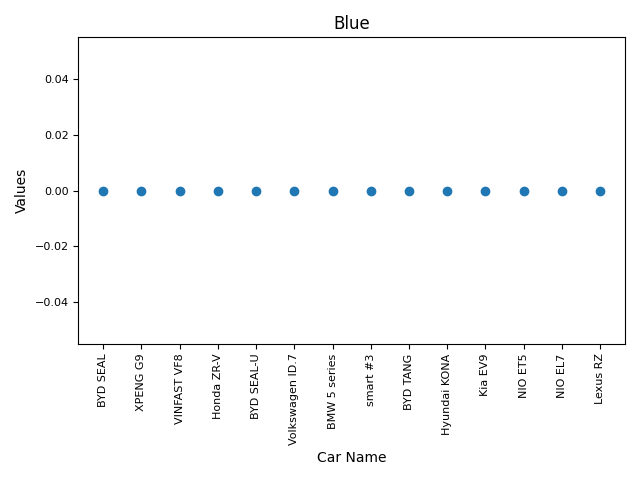 Blue
Values
0.04
0.02
0.00
−0.02
−0.04
BYD SEAL
XPENG G9
VINFAST VF8
Honda ZR-V
BYD SEAL-U
Volkswagen ID.7
BMW 5 series
smart #3
BYD TANG
Hyundai KONA
Kia EV9
NIO ET5
NIO EL7
Lexus RZ
Car Name